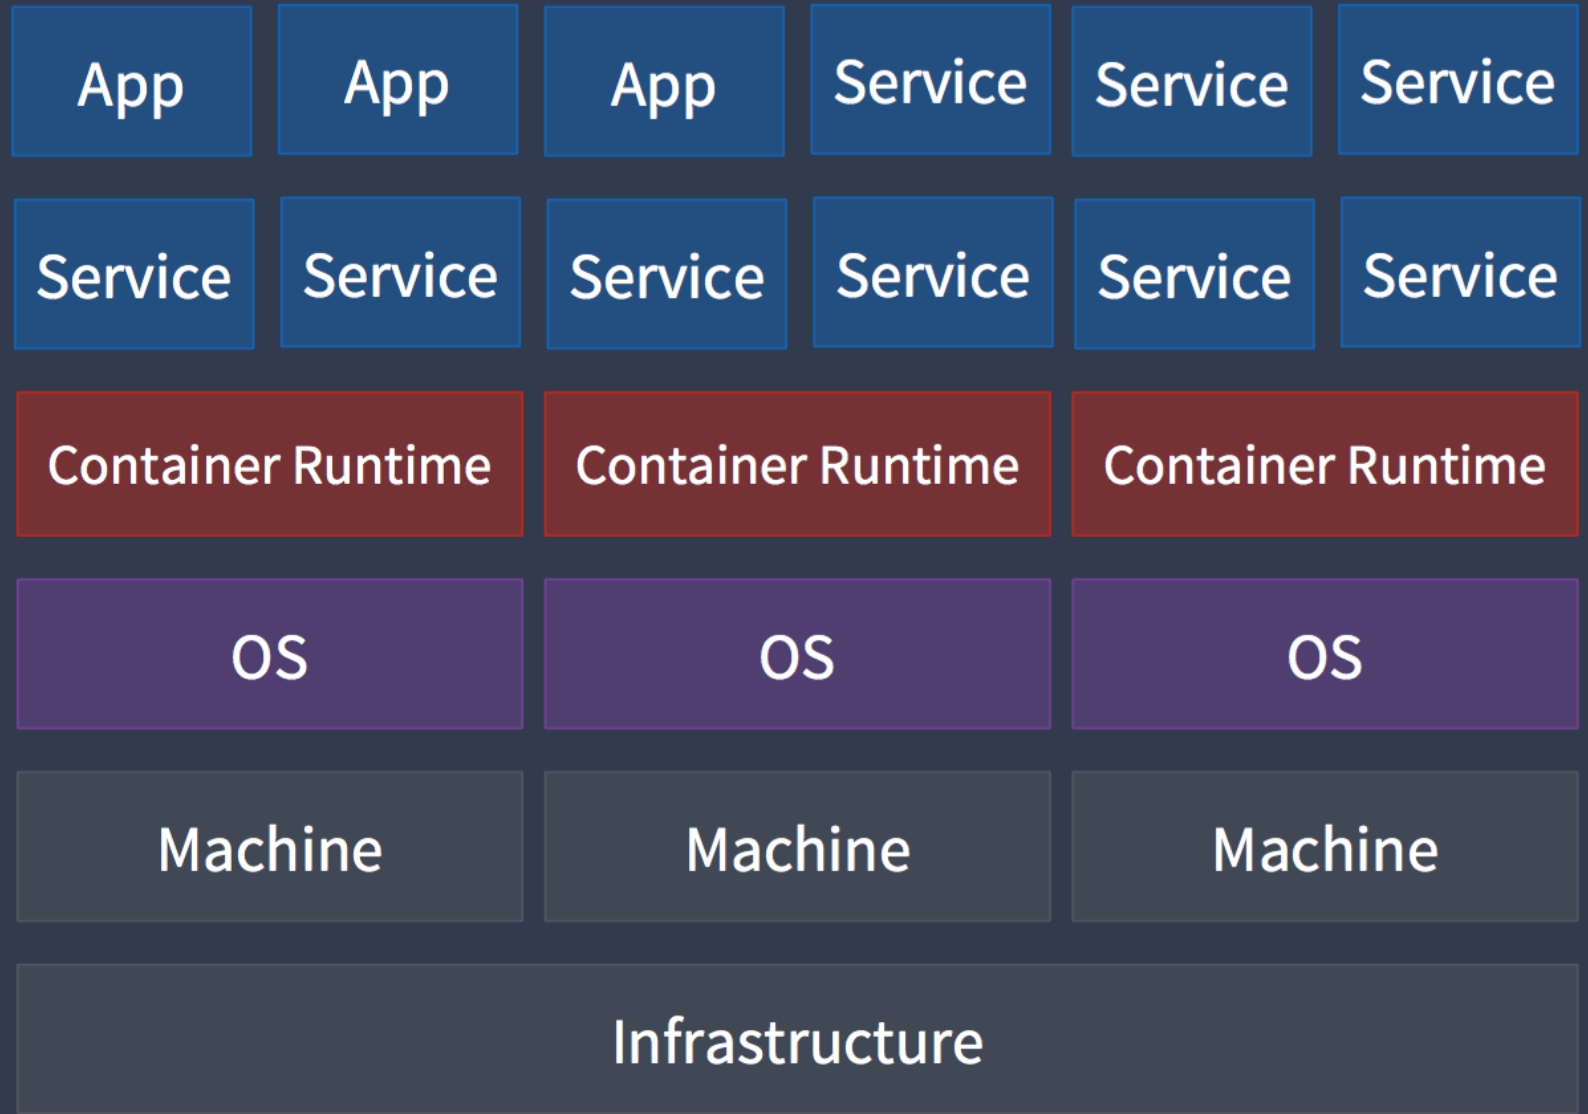 App App App Service Service Service
Service Service Service Service Service Service
Container Runtime Container Runtime Container Runtime
OS OS OS
Machine Machine Machine
Infrastructure